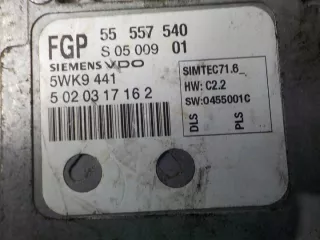 FGP 55 557 540
S 05 009 01
SIEMENS VDO
5WK9 441
5 02 03 17 16 2
SIMTEC71.6_
HW: C2.2
SW:0455001C
DLS
PLS